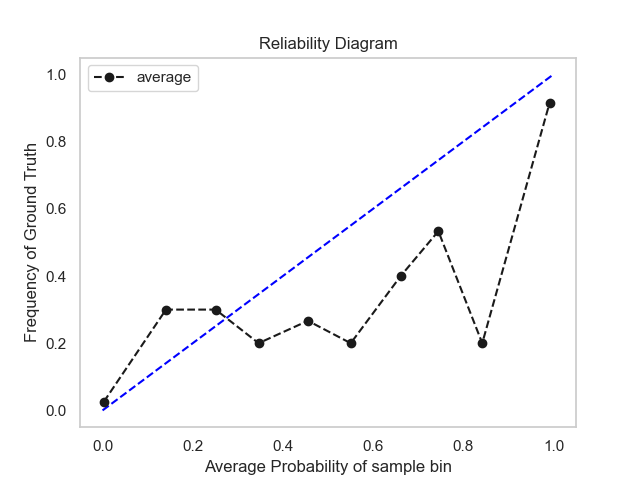 Reliability Diagram
average
1.0
0.8
0.6
0.4
0.2
0.0
Frequency of Ground Truth
0.0 0.2 0.4 0.6 0.8 1.0
Average Probability of sample bin